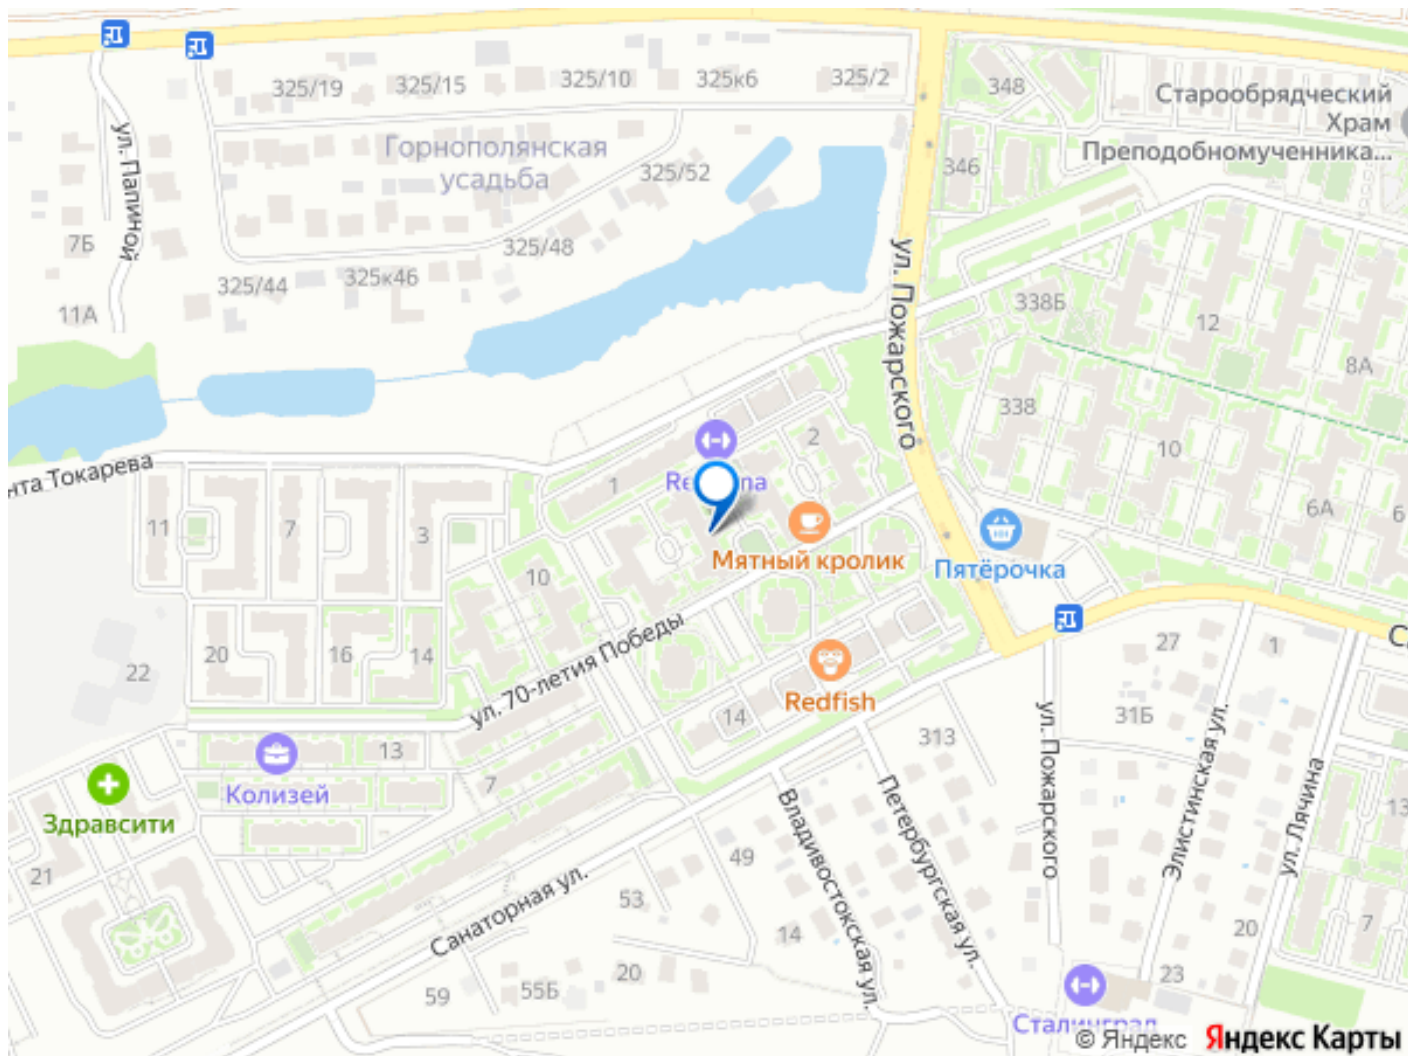 325/19
325/15
325/10
325к6
325/2
348
Старообрядческий
Храм
Преподобномученника...
ул. Папиной
Горнополянская
усадьба
325/52
346
7Б
325/48
325/44
325к46
ул. Пожарского
11А
338Б
12
8А
338
2
10
нта Токарева
1
11
7
3
6А
6
Мятный кролик
Пятёрочка
10
ул. 70-летия Победы
20
16
14
22
27
1
Redfish
14
31Б
313
13
Колизей
7
Здравсити
ул. Пожарского
Элистинская ул.
ул. Лячина
13
Владивостокская ул.
Петербургская ул.
21
49
53
Санаторная ул.
14
20
7
59
55Б
20
23
Сталинград
© Яндекс Яндекс Карты